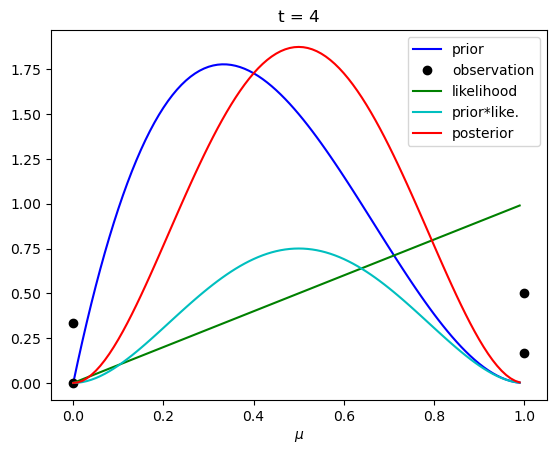 t = 4
prior
observation
likelihood
prior*like.
posterior
1.75
1.50
1.25
1.00
0.75
0.50
0.25
0.00
0.0 0.2 0.4 0.6 0.8 1.0
μ